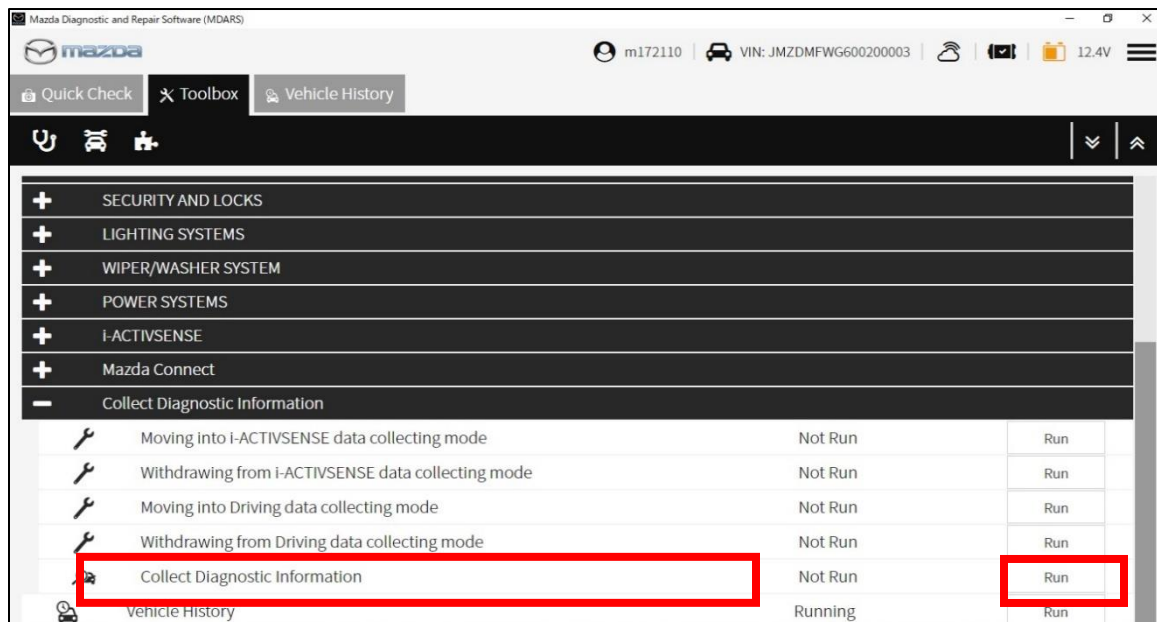 Mazda Diagnostic and Repair Software (MDARS)
mazda m172110 VIN: JMZDMFWG600200003 12.4V
Quick Check Toolbox Vehicle History
SECURITY AND LOCKS
LIGHTING SYSTEMS
WIPER/WASHER SYSTEM
POWER SYSTEMS
i-ACTIVSENSE
Mazda Connect
Collect Diagnostic Information
Moving into i-ACTIVSENSE data collecting mode Not Run Run
Withdrawing from i-ACTIVSENSE data collecting mode Not Run Run
Moving into Driving data collecting mode Not Run Run
Withdrawing from Driving data collecting mode Not Run Run
Collect Diagnostic Information Not Run Run
Vehicle History Running Run